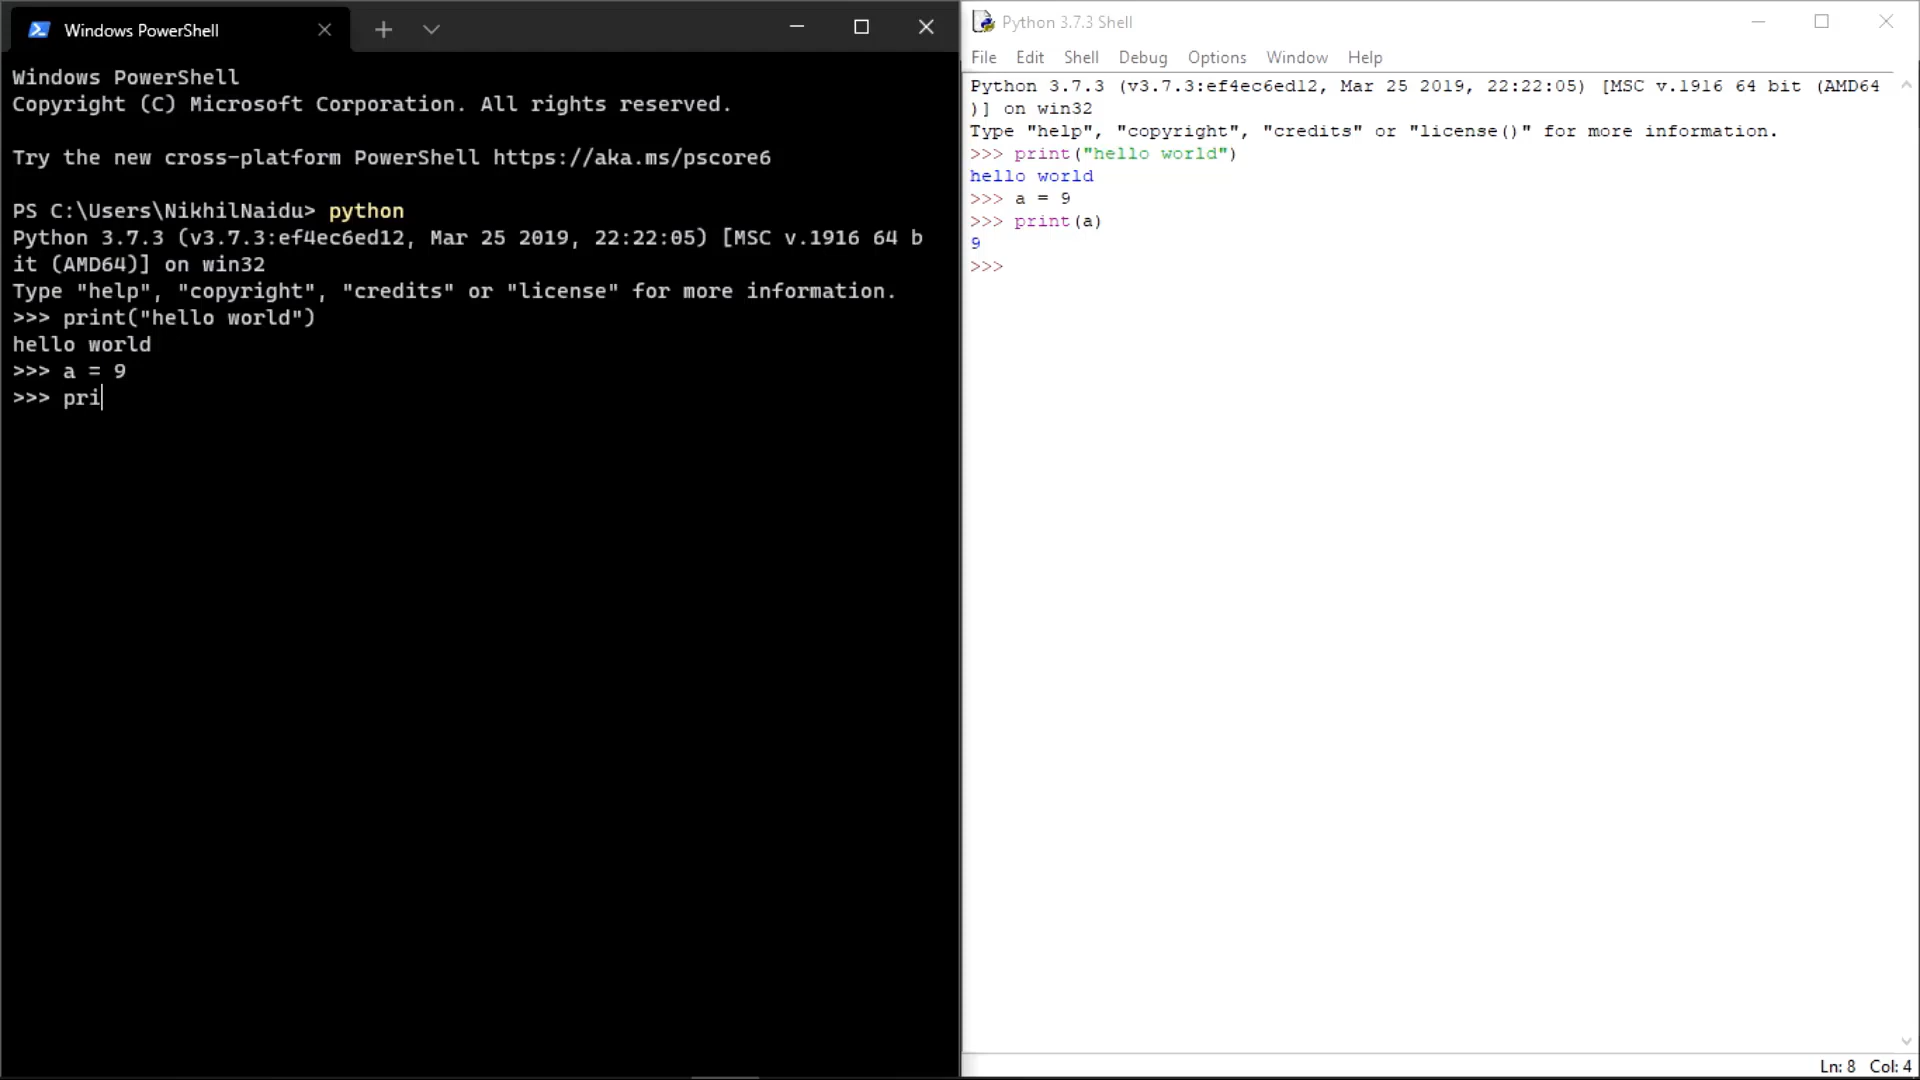 Windows PowerShell
Windows PowerShell
Copyright (C) Microsoft Corporation. All rights reserved.
Try the new cross-platform PowerShell https://aka.ms/pscore6
PS C:\Users\NikhilNaidu> python
Python 3.7.3 (v3.7.3:ef4ec6ed12, Mar 25 2019, 22:22:05) [MSC v.1916 64 b
it (AMD64)] on win32
Type "help", "copyright", "credits" or "license" for more information.
>>> print("hello world")
hello world
>>> a = 9
>>> pri
Python 3.7.3 Shell
File Edit Shell Debug Options Window Help
Python 3.7.3 (v3.7.3:ef4ec6ed12, Mar 25 2019, 22:22:05) [MSC v.1916 64 bit (AMD64
)] on win32
Type "help", "copyright", "credits" or "license()" for more information.
>>> print("hello world")
hello world
>>> a = 9
>>> print(a)
9
>>>
Ln: 8 Col: 4